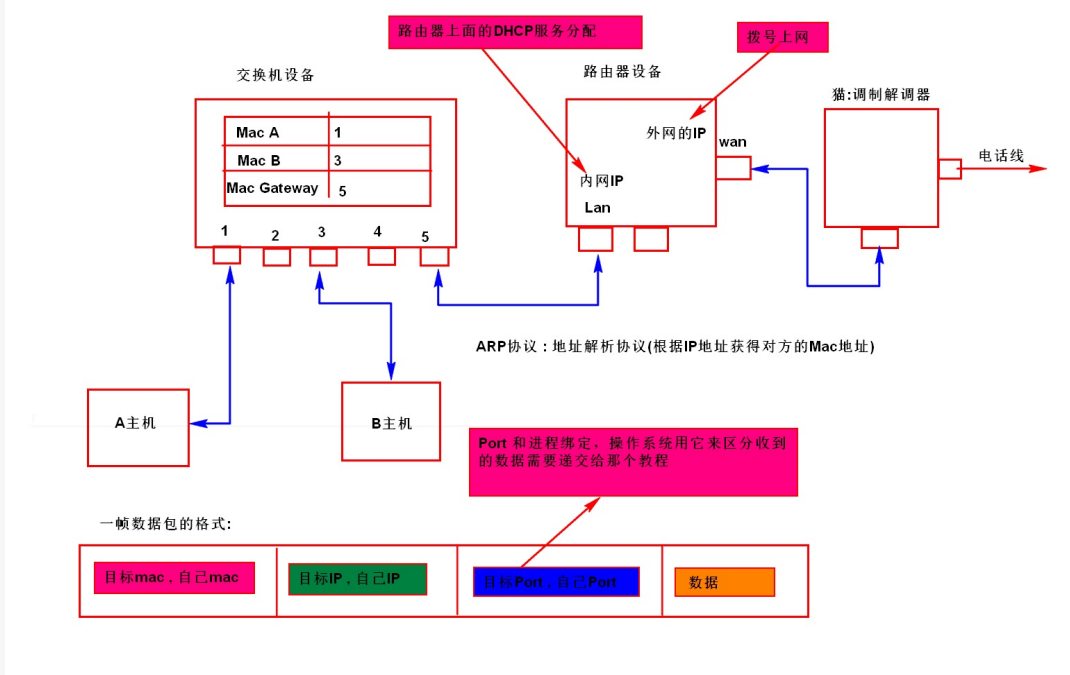 路由器上面的DHCP服务分配
拨号上网
交换机设备
路由器设备
猫:调制解调器
Mac A 1
Mac B 3
Mac Gateway 5
外网的IP
wan
电话线
内网IP
Lan
1 2 3 4 5
ARP协议：地址解析协议(根据IP地址获得对方的Mac地址)
A主机
B主机
Port 和进程绑定，操作系统用它来区分收到
的数据需要递交给那个教程
一帧数据包的格式:
目标mac，自己mac
目标IP，自己IP
目标Port，自己Port
数据